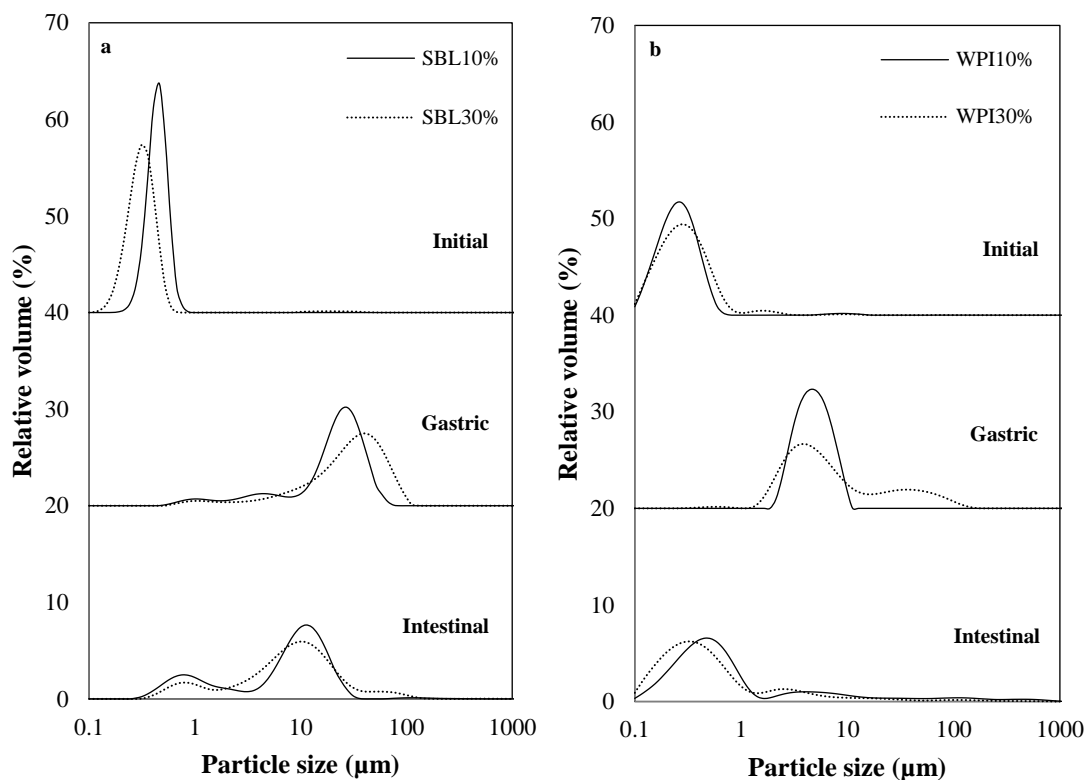 a
SBL10%
SBL30%
Initial
Gastric
Intestinal
Relative volume (%)
70
60
50
40
30
20
10
0
0.1 1 10 100 1000
Particle size (µm)
b
WPI10%
WPI30%
Initial
Gastric
Intestinal
Relative volume (%)
70
60
50
40
30
20
10
0
0.1 1 10 100 1000
Particle size (µm)